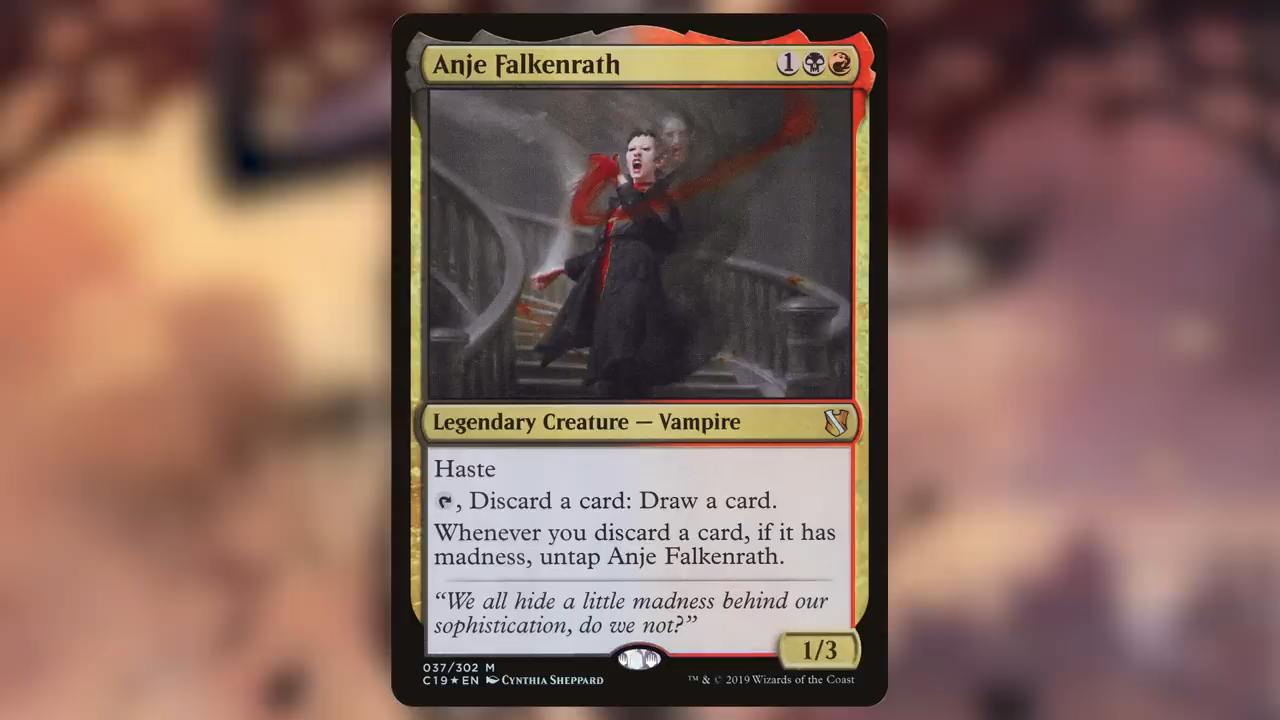 Anje Falkenrath 1
Legendary Creature — Vampire
Haste
, Discard a card: Draw a card.
Whenever you discard a card, if it has
madness, untap Anje Falkenrath.
“We all hide a little madness behind our
sophistication, do we not?”
1/3
037/302 M
C19★EN Cynthia Sheppard
™ & © 2019 Wizards of the Coast